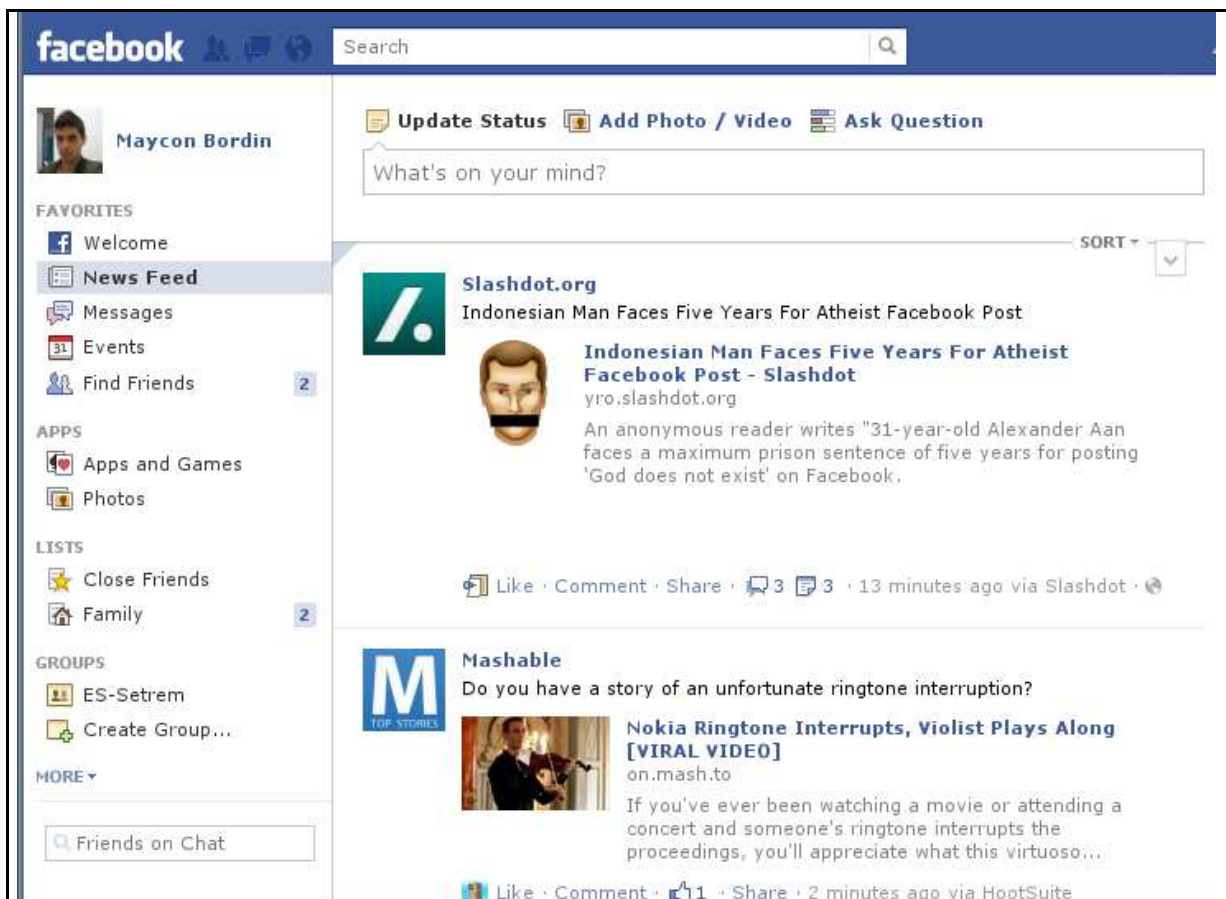 facebook
Search
Maycon Bordin
FAVORITES
Welcome
News Feed
Messages
31 Events
Find Friends 2
APPS
Apps and Games
Photos
LISTS
Close Friends
Family 2
GROUPS
ES-Setrem
Create Group...
MORE
Friends on Chat
Update Status Add Photo / Video Ask Question
What's on your mind?
SORT
Slashdot.org
Indonesian Man Faces Five Years For Atheist Facebook Post
Indonesian Man Faces Five Years For Atheist
Facebook Post - Slashdot
yro.slashdot.org
An anonymous reader writes "31-year-old Alexander Aan
faces a maximum prison sentence of five years for posting
'God does not exist' on Facebook.
Like · Comment · Share · 3 3 · 13 minutes ago via Slashdot ·
M
TOP STORIES
Mashable
Do you have a story of an unfortunate ringtone interruption?
Nokia Ringtone Interrupts, Violist Plays Along
[VIRAL VIDEO]
on.mash.to
If you've ever been watching a movie or attending a
concert and someone's ringtone interrupts the
proceedings, you'll appreciate what this virtuoso...
Like · Comment · 1 · Share · 2 minutes ago via HootSuite